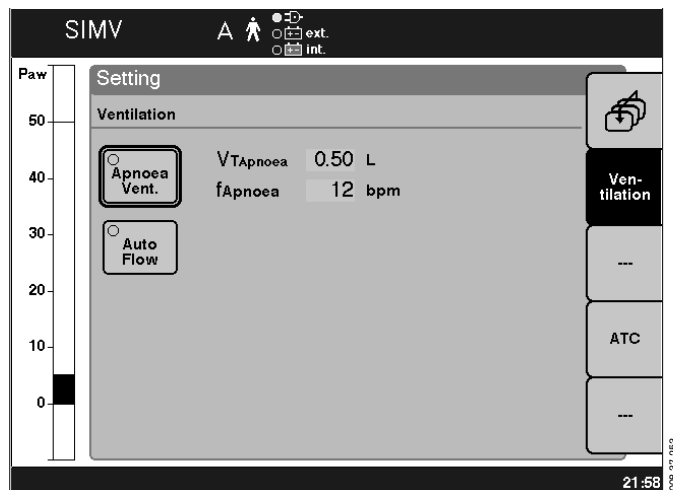 SIMV A ext.
int.
Paw
Setting
Ventilation
50
Apnoea
Vent.
VTApnoea 0.50 L
fApnoea 12 bpm
40
Ven-
tilation
30
Auto
Flow
---
20
10
ATC
0
---
21:58